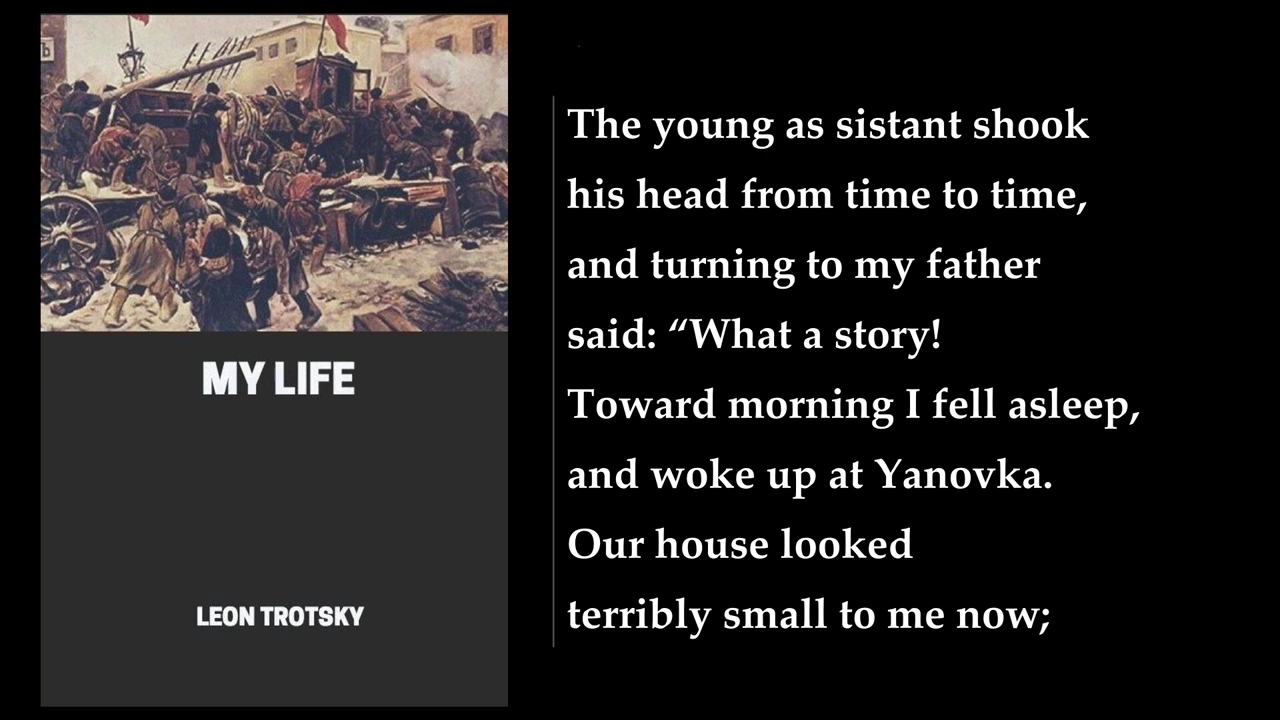 MY LIFE
LEON TROTSKY
The young as sistant shook
his head from time to time,
and turning to my father
said: “What a story!
Toward morning I fell asleep,
and woke up at Yanovka.
Our house looked
terribly small to me now;